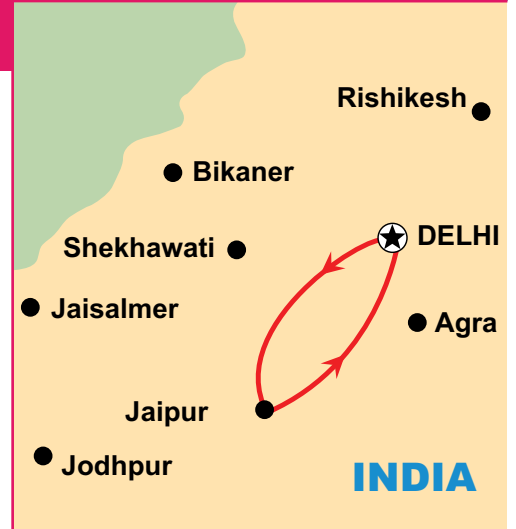 Rishikesh
Bikaner
DELHI
Shekhawati
Jaisalmer
Agra
Jaipur
Jodhpur
INDIA